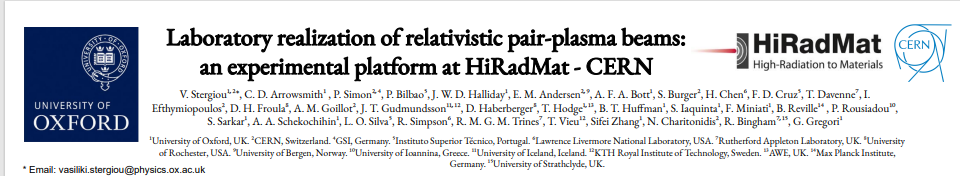 Laboratory realization of relativistic pair-plasma beams:
an experimental platform at HiRadMat - CERN
UNIVERSITY OF
OXFORD
HiRadMat
High-Radiation to Materials
CERN
V. Stergiou¹,²*, C. D. Arrowsmith¹, P. Simon²,⁴, P. Bilbao⁵, J. W. D. Halliday¹, E. M. Andersen²,⁹, A. F. A. Bott¹, S. Burger², H. Chen⁶, F. D. Cruz⁵, T. Davenne⁷, I.
Efthymiopoulos², D. H. Froula⁸, A. M. Goillot², J. T. Gudmundsson¹¹,¹², D. Haberberger⁸, T. Hodge¹,¹³, B. T. Huffman¹, S. Iaquinta¹, F. Miniati¹, B. Reville¹⁴, P. Rousiadou¹⁰,
S. Sarkar¹, A. A. Schekochihin¹, L. O. Silva⁵, R. Simpson⁶, R. M. G. M. Trines⁷, T. Vieu¹², Sifei Zhang¹, N. Charitonidis², R. Bingham⁷,¹⁵, G. Gregori¹
¹University of Oxford, UK. ²CERN, Switzerland. ⁴GSI, Germany. ⁵Instituto Superior Técnico, Portugal. ⁶Lawrence Livermore National Laboratory, USA. ⁷Rutherford Appleton Laboratory, UK. ⁸University
of Rochester, USA. ⁹University of Bergen, Norway. ¹⁰University of Ioannina, Greece. ¹¹University of Iceland, Iceland. ¹²KTH Royal Institute of Technology, Sweden. ¹³AWE, UK. ¹⁴Max Planck Institute,
Germany. ¹⁵University of Strathclyde, UK.
* Email: vasiliki.stergiou@physics.ox.ac.uk